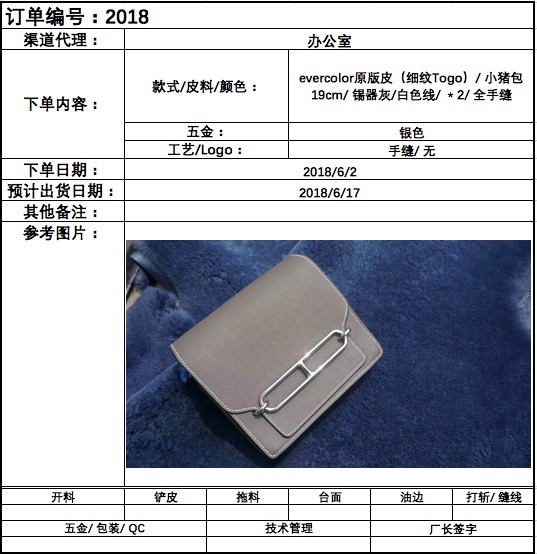 订单编号：2018
渠道代理：
办公室
下单内容：
款式/皮料/颜色：
evercolor原版皮（细纹Togo）/ 小猪包
19cm/ 锡器灰/白色线/ ＊2/ 全手缝
五金：
银色
工艺/Logo：
手缝/ 无
下单日期：
2018/6/2
预计出货日期：
2018/6/17
其他备注：
参考图片：
开料
铲皮
拖料
台面
油边
打斩/ 缝线
五金/ 包装/ QC
技术管理
厂长签字